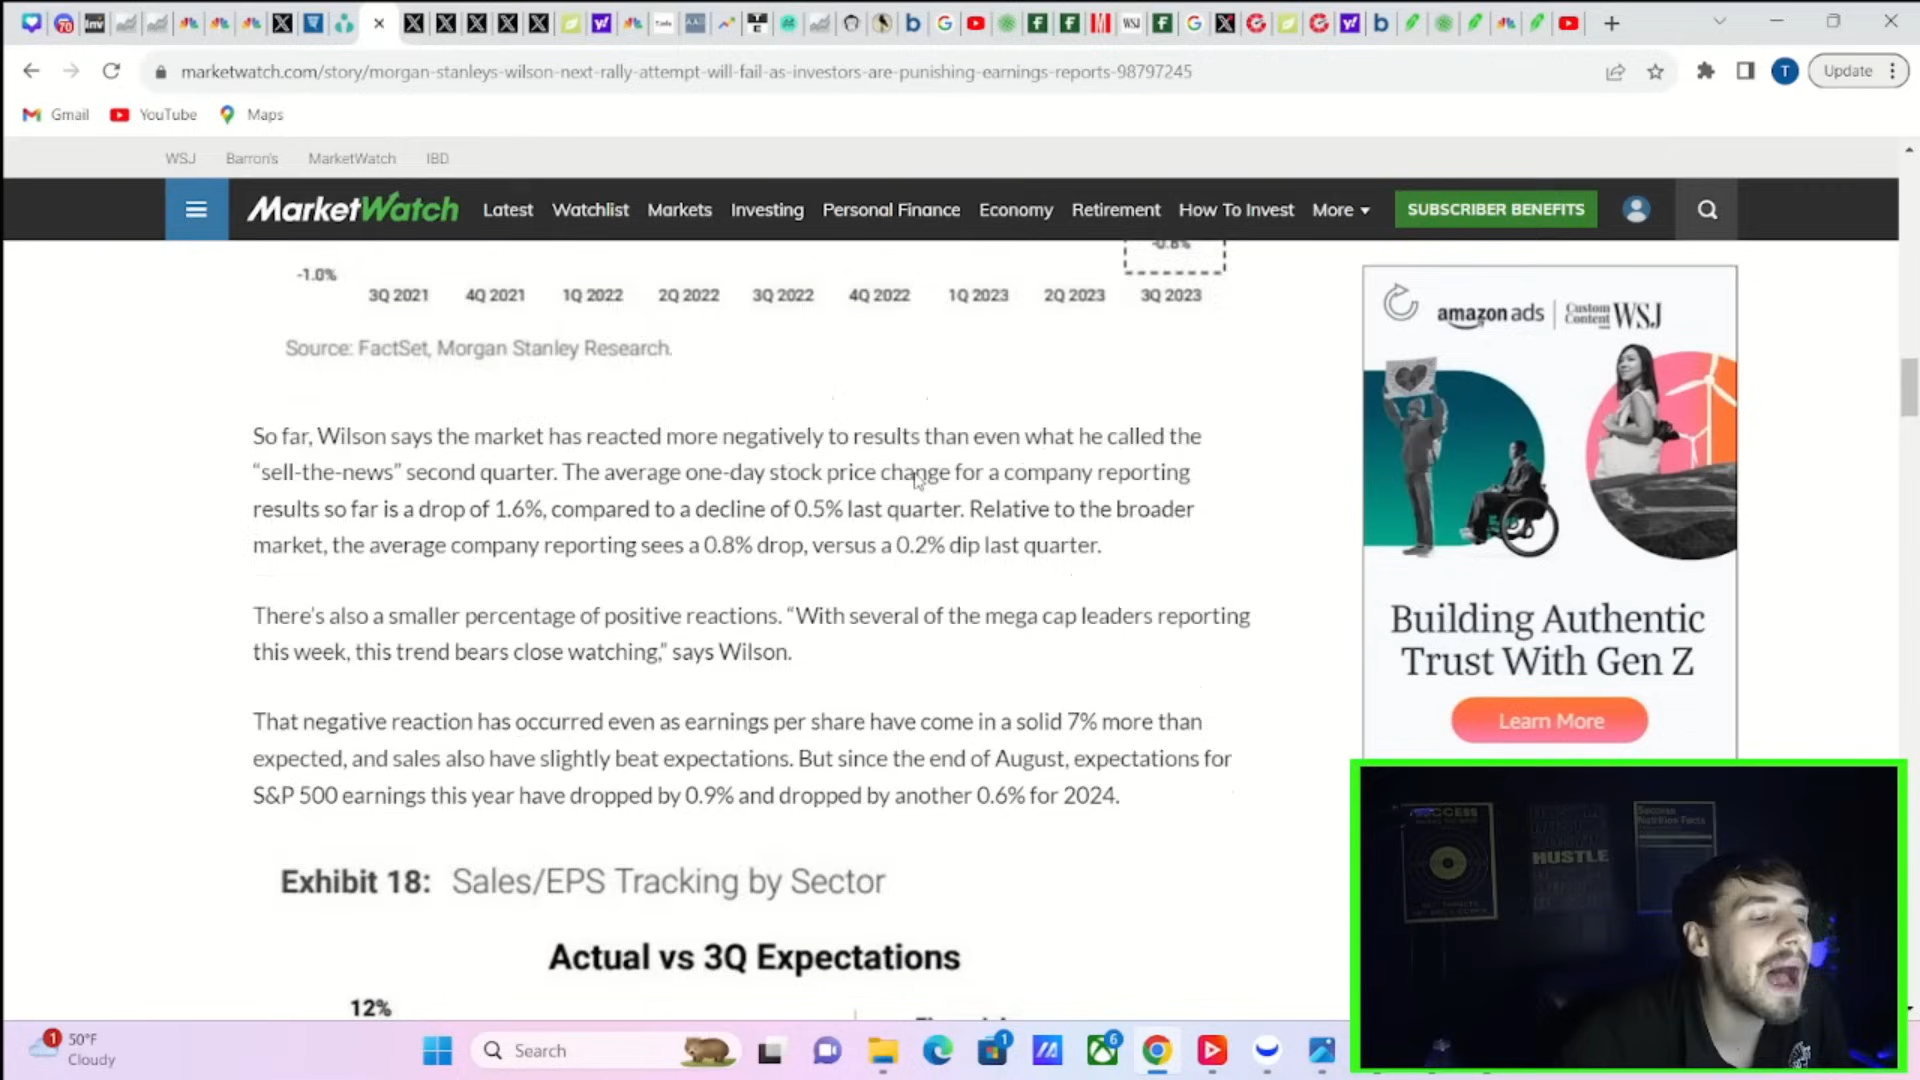 marketwatch.com/story/morgan-stanleys-wilson-next-rally-attempt-will-fail-as-investors-are-punishing-earnings-reports-98797245
T
Update
Gmail YouTube Maps
WSJ Barron's MarketWatch IBD
MarketWatch Latest Watchlist Markets Investing Personal Finance Economy Retirement How To Invest More SUBSCRIBER BENEFITS
-0.8%
-1.0%
3Q 2021 4Q 2021 1Q 2022 2Q 2022 3Q 2022 4Q 2022 1Q 2023 2Q 2023 3Q 2023
Source: FactSet, Morgan Stanley Research.
So far, Wilson says the market has reacted more negatively to results than even what he called the
“sell-the-news” second quarter. The average one-day stock price change for a company reporting
results so far is a drop of 1.6%, compared to a decline of 0.5% last quarter. Relative to the broader
market, the average company reporting sees a 0.8% drop, versus a 0.2% dip last quarter.
There’s also a smaller percentage of positive reactions. “With several of the mega cap leaders reporting
this week, this trend bears close watching,” says Wilson.
That negative reaction has occurred even as earnings per share have come in a solid 7% more than
expected, and sales also have slightly beat expectations. But since the end of August, expectations for
S&P 500 earnings this year have dropped by 0.9% and dropped by another 0.6% for 2024.
Exhibit 18: Sales/EPS Tracking by Sector
Actual vs 3Q Expectations
12%
amazon ads | Custom Content WSJ
Building Authentic
Trust With Gen Z
Learn More
SUCCESS
HUSTLE
Success
Nutrition Facts
1
50°F
Cloudy
Search
1
6